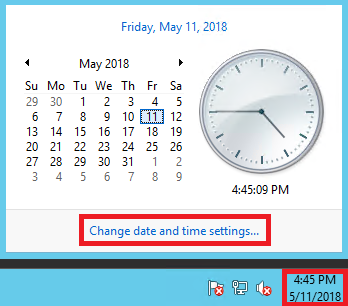 Friday, May 11, 2018
May 2018
Su Mo Tu We Th Fr Sa
29 30 1 2 3 4 5
6 7 8 9 10 11 12
13 14 15 16 17 18 19
20 21 22 23 24 25 26
27 28 29 30 31 1 2
3 4 5 6 7 8 9
4:45:09 PM
Change date and time settings...
4:45 PM
5/11/2018